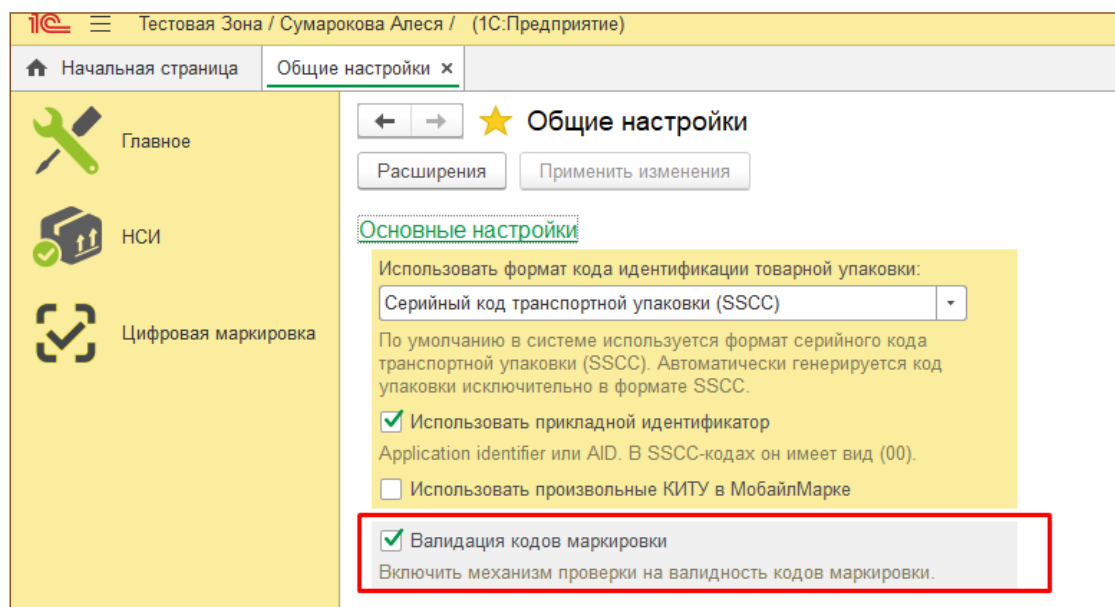 1С Тестовая Зона / Сумарокова Алеся / (1С:Предприятие)
Начальная страница Общие настройки ×
Главное
НСИ
Цифровая маркировка
Общие настройки
Расширения Применить изменения
Основные настройки
Использовать формат кода идентификации товарной упаковки:
Серийный код транспортной упаковки (SSCC)
По умолчанию в системе используется формат серийного кода
транспортной упаковки (SSCC). Автоматически генерируется код
упаковки исключительно в формате SSCC.
Использовать прикладной идентификатор
Application identifier или AID. В SSCC-кодах он имеет вид (00).
Использовать произвольные КИТУ в МобайлМарке
Валидация кодов маркировки
Включить механизм проверки на валидность кодов маркировки.